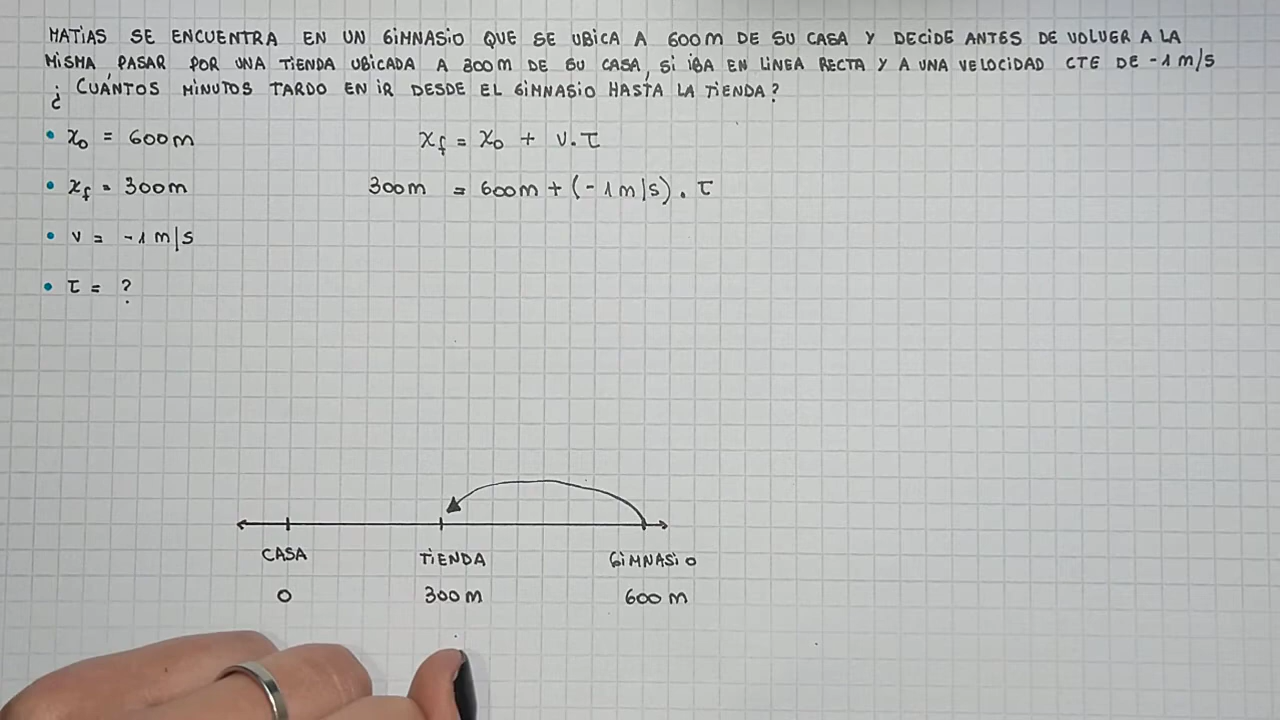 MATIAS SE ENCUENTRA EN UN GIMNASIO QUE SE UBICA A 600m DE SU CASA Y DECIDE ANTES DE VOLVER A LA
MISMA, PASAR POR UNA TIENDA UBICADA A 300m DE SU CASA, SI IBA EN LINEA RECTA Y A UNA VELOCIDAD CTE DE -1 m/s
¿CUÁNTOS MINUTOS TARDO EN IR DESDE EL GIMNASIO HASTA LA TIENDA?
• x₀ = 600m
xf = x₀ + v.t
• xf = 300m
300m = 600m + (-1m/s) . t
• v = -1 m/s
• t = ?
CASA TIENDA GIMNASIO
0 300 m 600 m